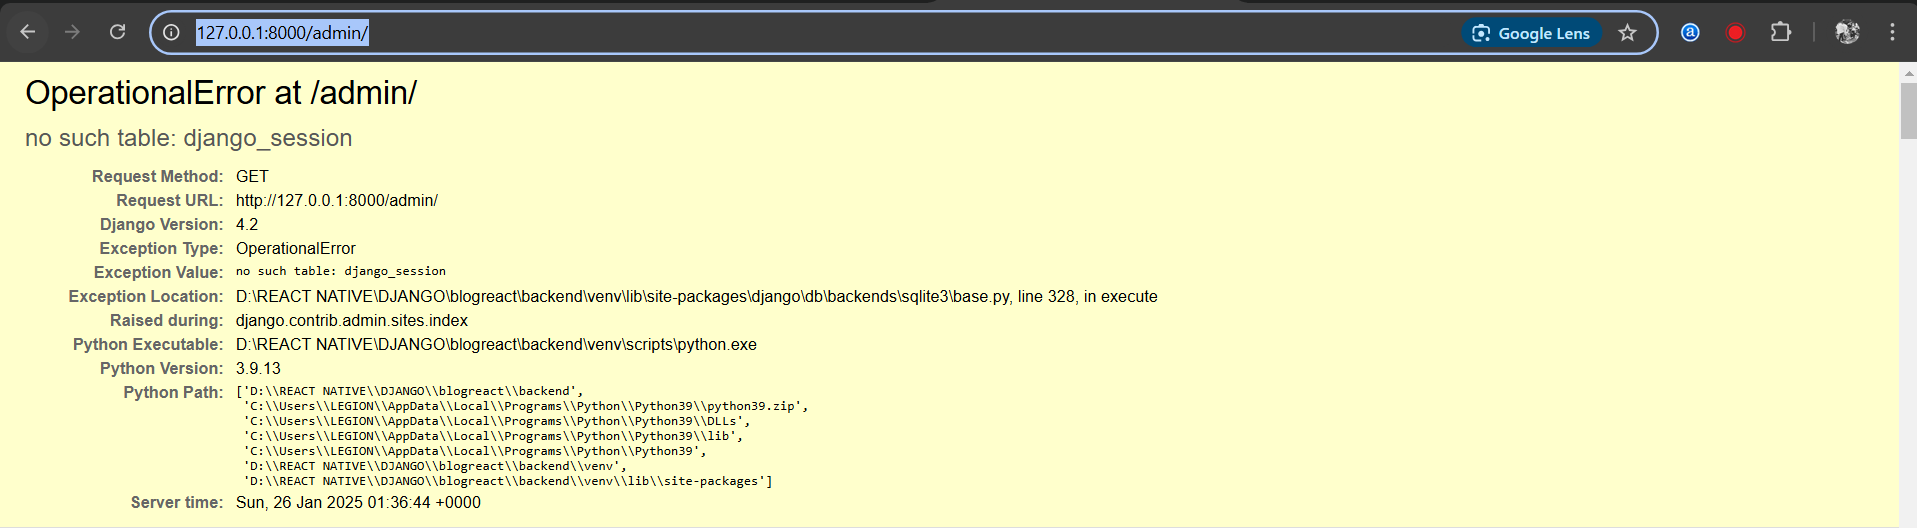 127.0.0.1:8000/admin/
Google Lens
OperationalError at /admin/
no such table: django_session
Request Method: GET
Request URL: http://127.0.0.1:8000/admin/
Django Version: 4.2
Exception Type: OperationalError
Exception Value: no such table: django_session
Exception Location: D:\REACT NATIVE\DJANGO\blogreact\backend\venv\lib\site-packages\django\db\backends\sqlite3\base.py, line 328, in execute
Raised during: django.contrib.admin.sites.index
Python Executable: D:\REACT NATIVE\DJANGO\blogreact\backend\venv\scripts\python.exe
Python Version: 3.9.13
Python Path: ['D:\\REACT NATIVE\\DJANGO\\blogreact\\backend',
'C:\\Users\\LEGION\\AppData\\Local\\Programs\\Python\\Python39\\python39.zip',
'C:\\Users\\LEGION\\AppData\\Local\\Programs\\Python\\Python39\\DLLs',
'C:\\Users\\LEGION\\AppData\\Local\\Programs\\Python\\Python39\\lib',
'C:\\Users\\LEGION\\AppData\\Local\\Programs\\Python\\Python39',
'D:\\REACT NATIVE\\DJANGO\\blogreact\\backend\\venv',
'D:\\REACT NATIVE\\DJANGO\\blogreact\\backend\\venv\\lib\\site-packages']
Server time: Sun, 26 Jan 2025 01:36:44 +0000